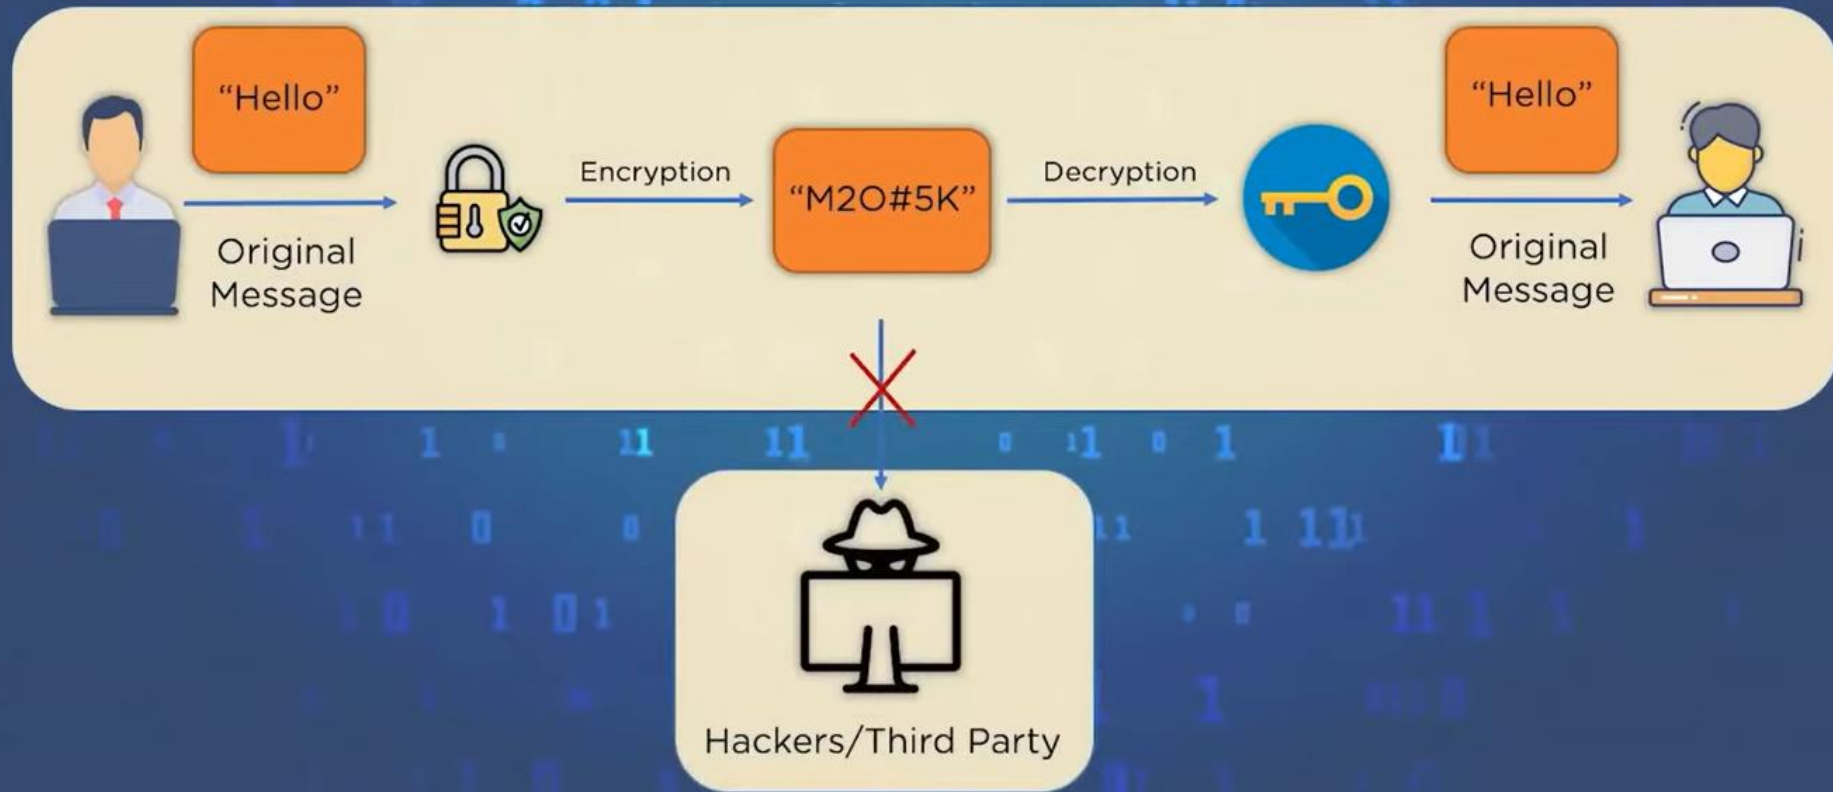 “Hello”
Original
Message
Encryption
“M2O#5K”
Decryption
“Hello”
Original
Message
Hackers/Third Party